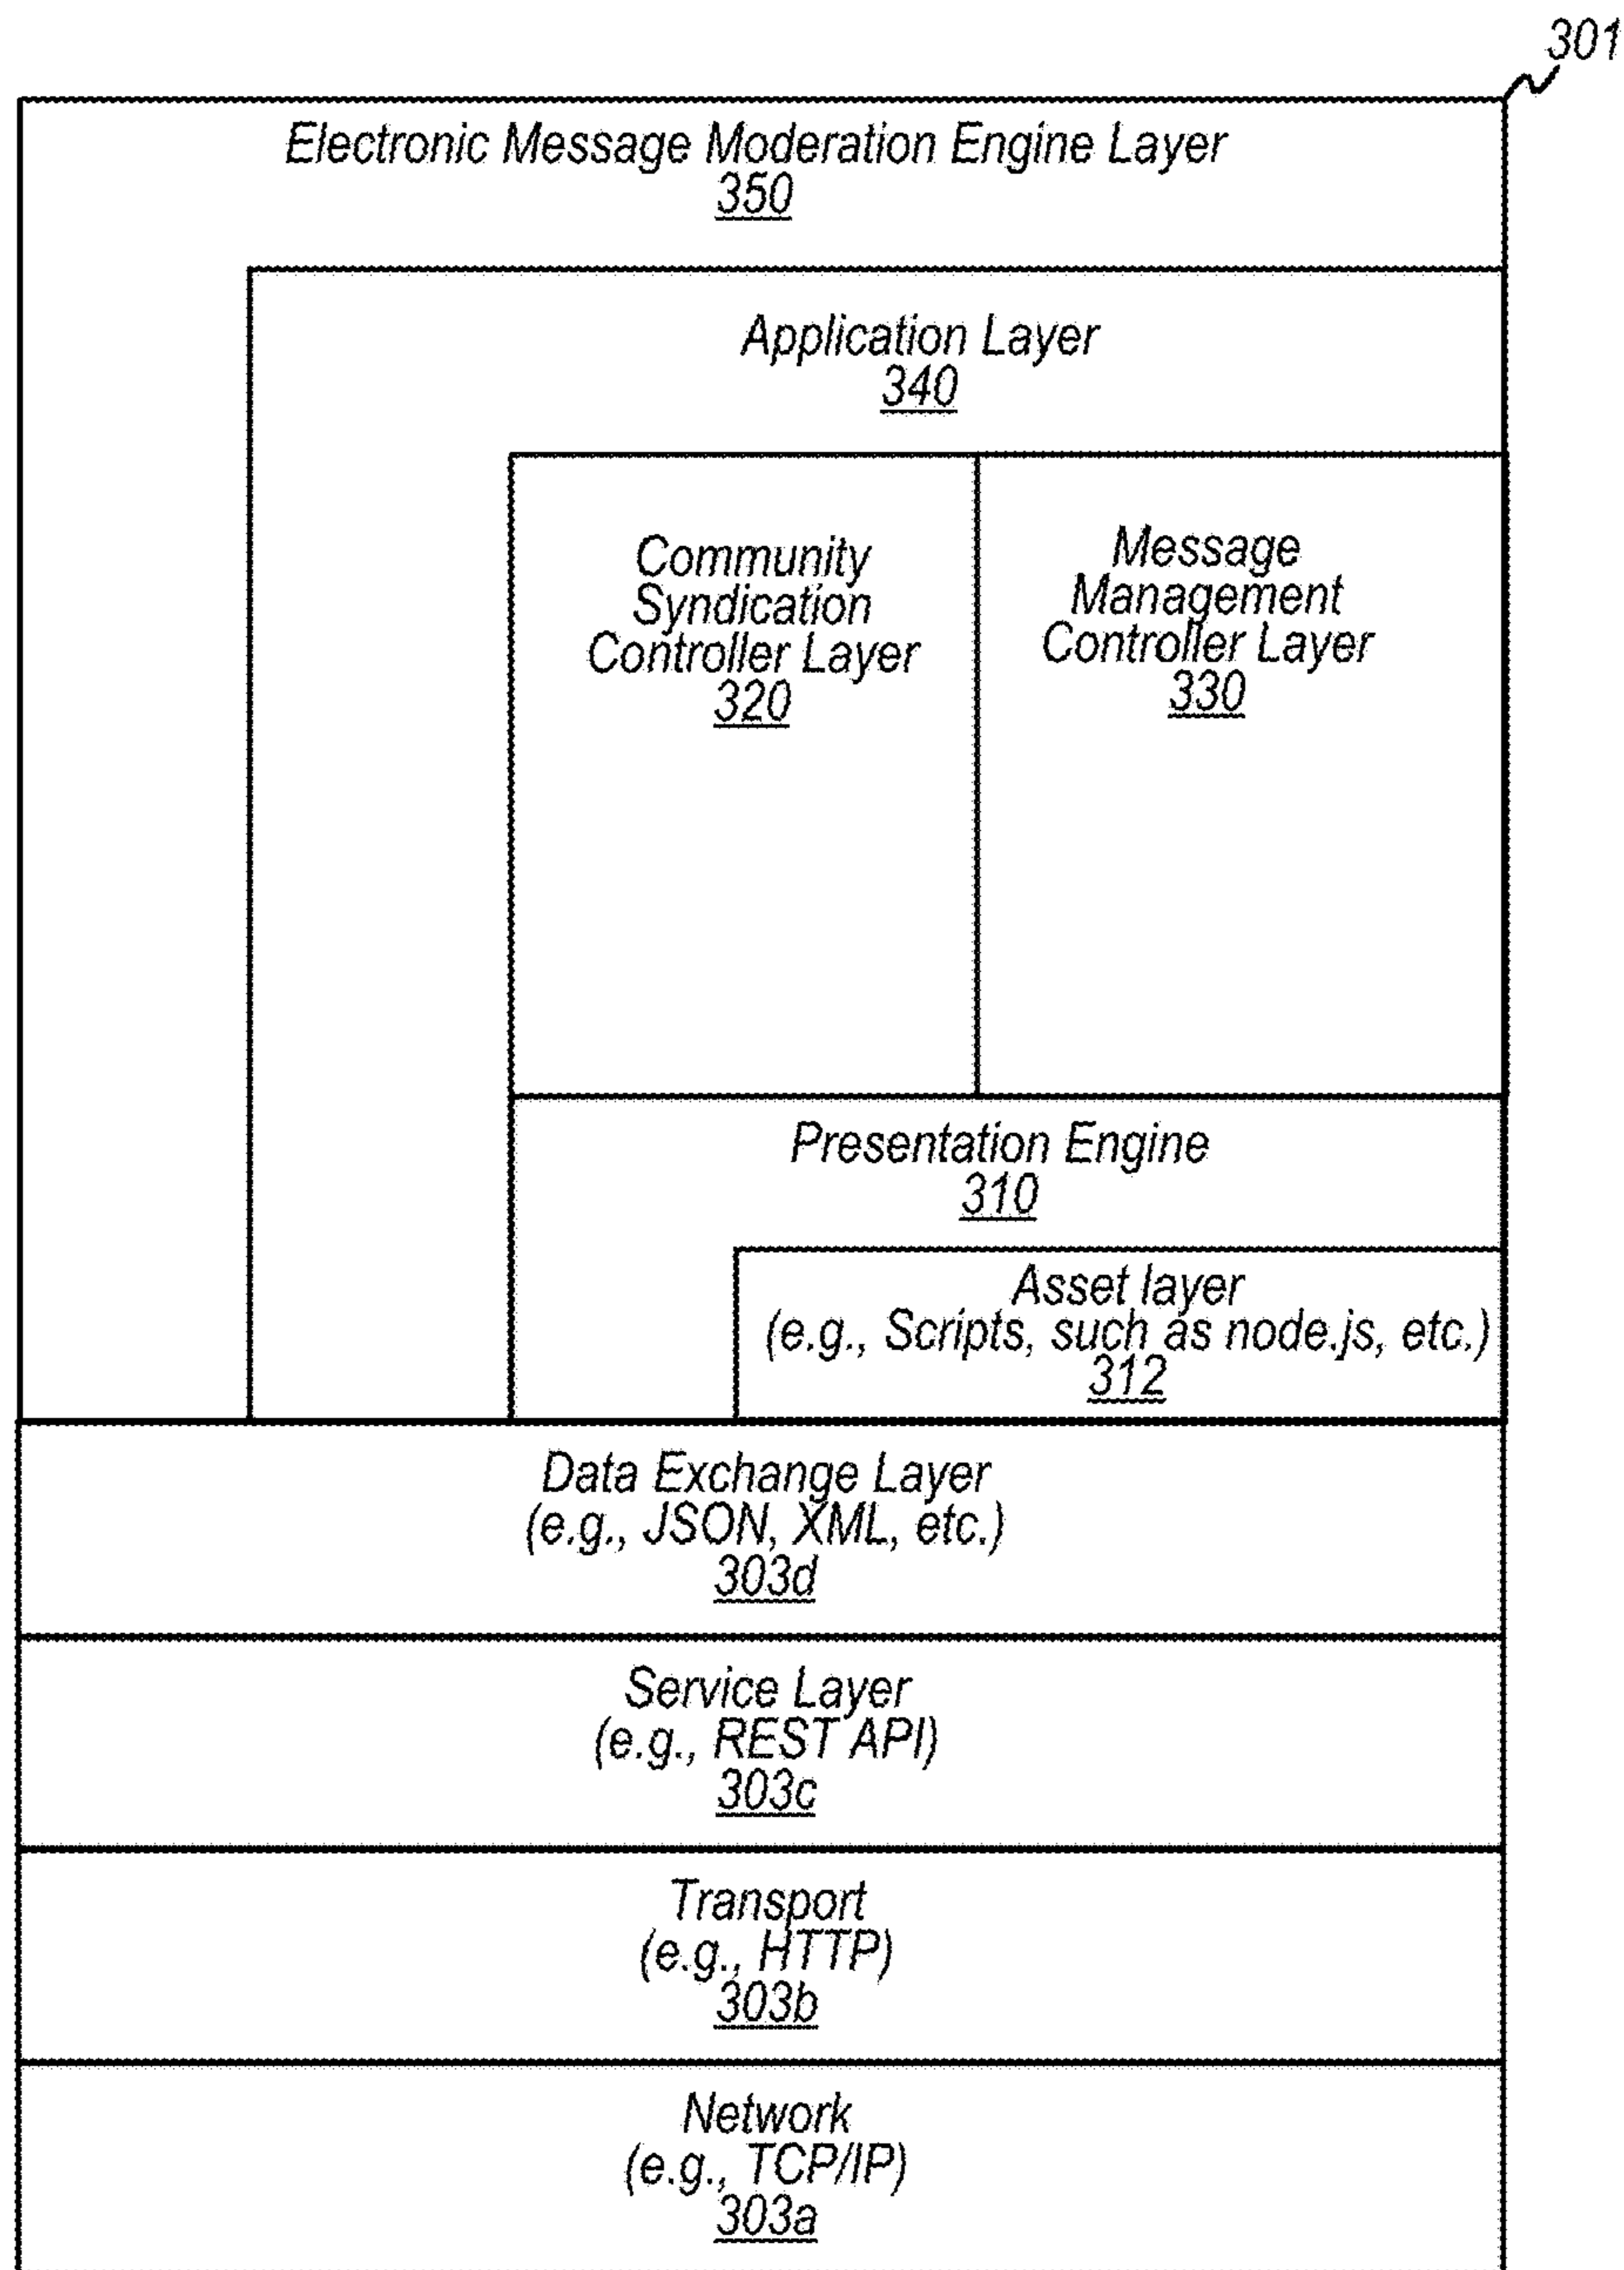 301
Electronic Message Moderation Engine Layer
350
Application Layer
340
Community
Syndication
Controller Layer
320
Message
Management
Controller Layer
330
Presentation Engine
310
Asset layer
(e.g., Scripts, such as node.js, etc.)
312
Data Exchange Layer
(e.g., JSON, XML, etc.)
303d
Service Layer
(e.g., REST API)
303c
Transport
(e.g., HTTP)
303b
Network
(e.g., TCP/IP)
303a